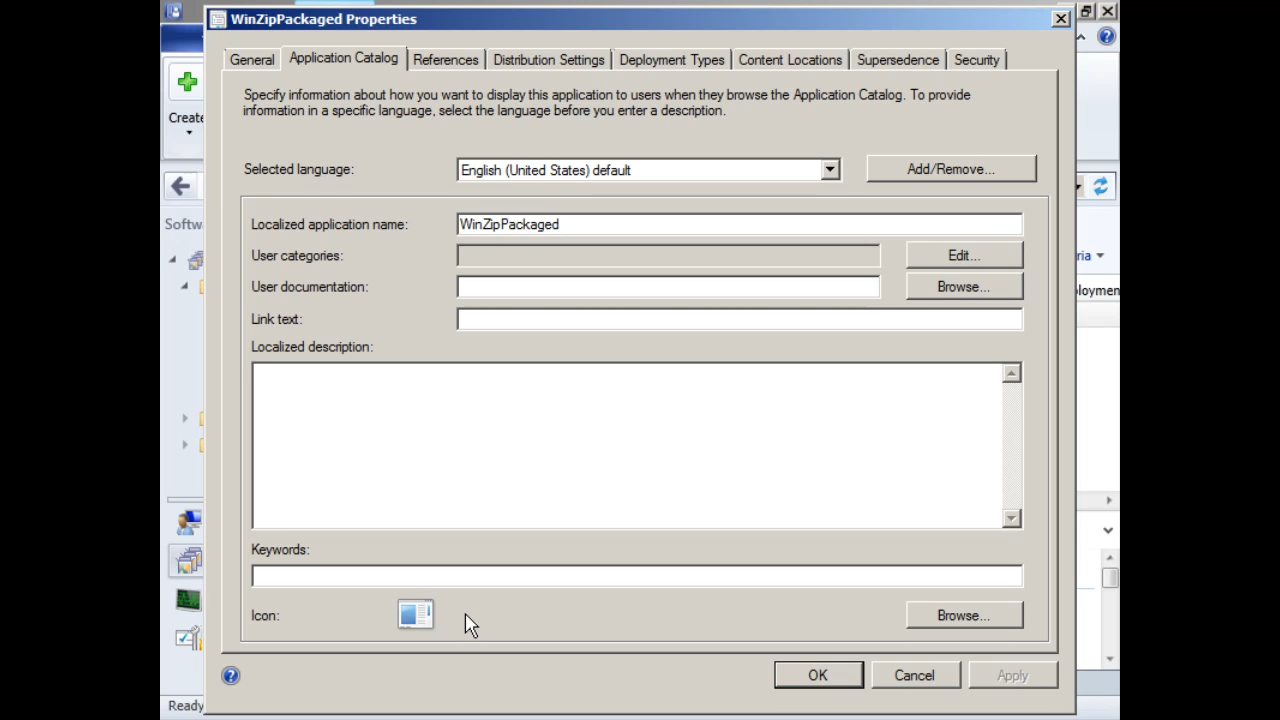 WinZipPackaged Properties
General
Application Catalog
References
Distribution Settings
Deployment Types
Content Locations
Supersedence
Security
Create
Specify information about how you want to display this application to users when they browse the Application Catalog. To provide
information in a specific language, select the language before you enter a description.
Selected language:
English (United States) default
Add/Remove...
Softw
Localized application name:
WinZipPackaged
User categories:
Edit...
ria
User documentation:
Browse...
loymen
Link text:
Localized description:
Keywords:
Icon:
Browse...
OK
Cancel
Apply
Ready